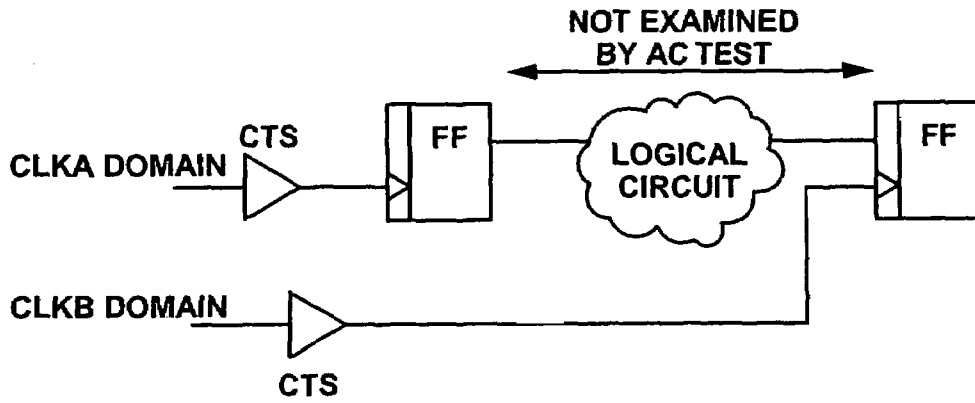 NOT EXAMINED
BY AC TEST
CTS
FF
FF
CLKA DOMAIN
LOGICAL
CIRCUIT
CLKB DOMAIN
CTS